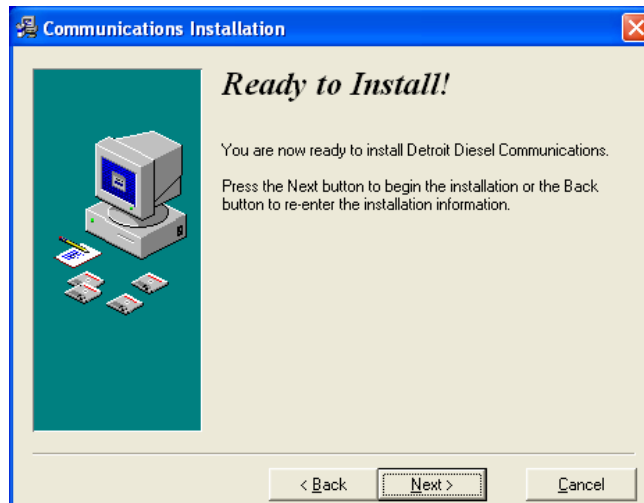 Communications Installation
Ready to Install!
You are now ready to install Detroit Diesel Communications.
Press the Next button to begin the installation or the Back
button to re-enter the installation information.
< Back
Next >
Cancel